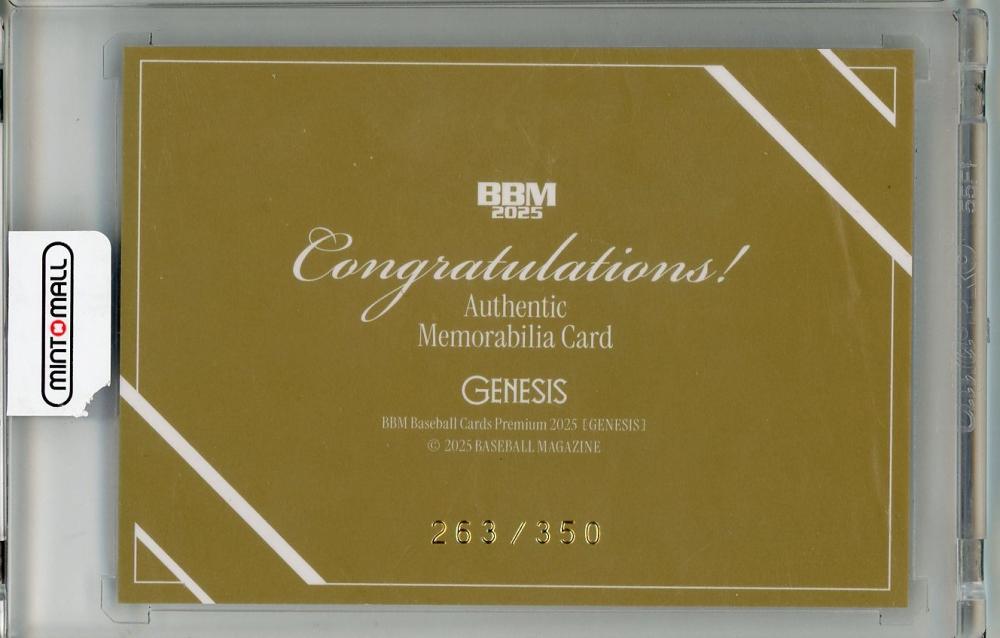 BBM
2025
Congratulations!
Authentic
Memorabilia Card
GENESIS
BBM Baseball Cards Premium 2025 [GENESIS]
© 2025 BASEBALL MAGAZINE
263/350
MINTOMALL